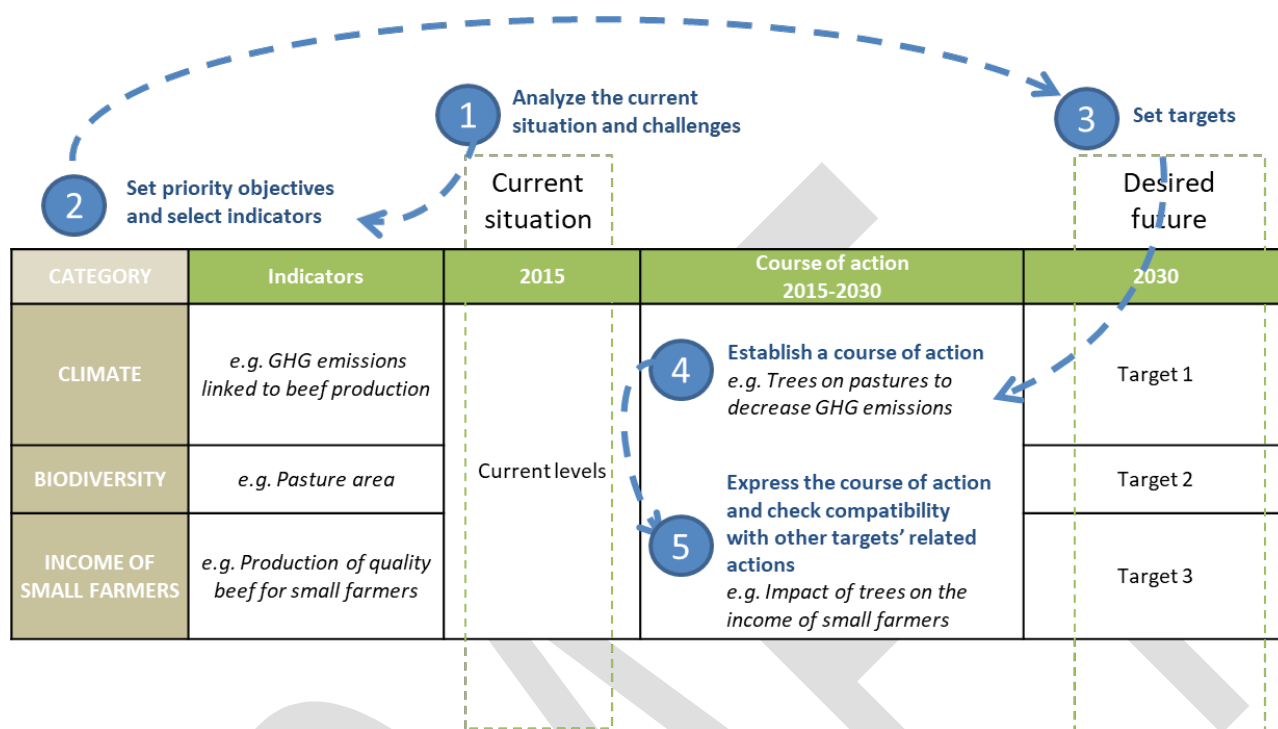 1
Analyze the current
situation and challenges
3
Set targets
2
Set priority objectives
and select indicators
Current
situation
Desired
future
CATEGORY
Indicators
2015
Course of action
2015-2030
2030
CLIMATE
e.g. GHG emissions
linked to beef production
4
Establish a course of action
e.g. Trees on pastures to
decrease GHG emissions
Target 1
BIODIVERSITY
e.g. Pasture area
Current levels
Target 2
5
Express the course of action
and check compatibility
with other targets' related
actions
e.g. Impact of trees on the
income of small farmers
INCOME OF
SMALL FARMERS
e.g. Production of quality
beef for small farmers
Target 3